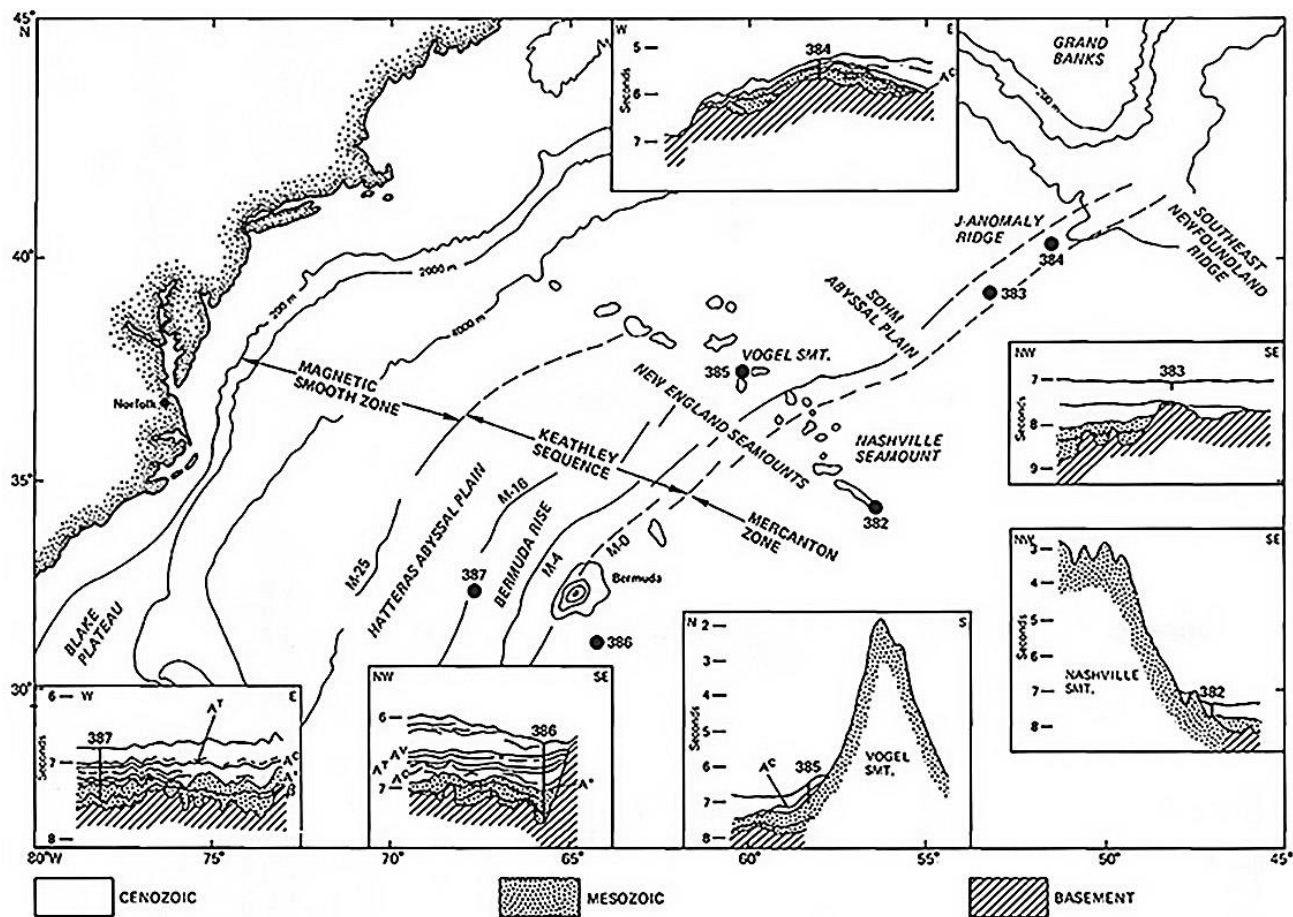 45°
N
40°
35°
30°
80°
W
75°
70°
65°
60°
55°
50°
45°
W
E
384
5
6
7
Seconds
A^C
GRAND
BANKS
200 m
J-ANOMALY
RIDGE
384
383
SOUTHEAST
NEWFOUNDLAND
RIDGE
SOHM
ABYSSAL PLAIN
200 m
2000 m
4000 m
MAGNETIC
SMOOTH ZONE
Norfolk
KEATHLEY
SEQUENCE
VOGEL SMT.
385
NEW ENGLAND SEAMOUNTS
NASHVILLE
SEAMOUNT
382
MERCANTON
ZONE
M-25
HATTERAS ABYSSAL PLAIN
M-16
BERMUDA RISE
M-4
M-0
387
Bermuda
386
BLAKE
PLATEAU
NW
SE
383
7
8
9
Seconds
NW
SE
3
4
5
6
7
8
Seconds
NASHVILLE
SMT.
382
N
S
2
3
4
5
6
7
8
Seconds
A^C
385
VOGEL
SMT.
NW
SE
6
7
386
A^V
A^T
A^C
A*
W
E
6
7
8
Seconds
387
A^T
A^C
A*
β
CENOZOIC
MESOZOIC
BASEMENT